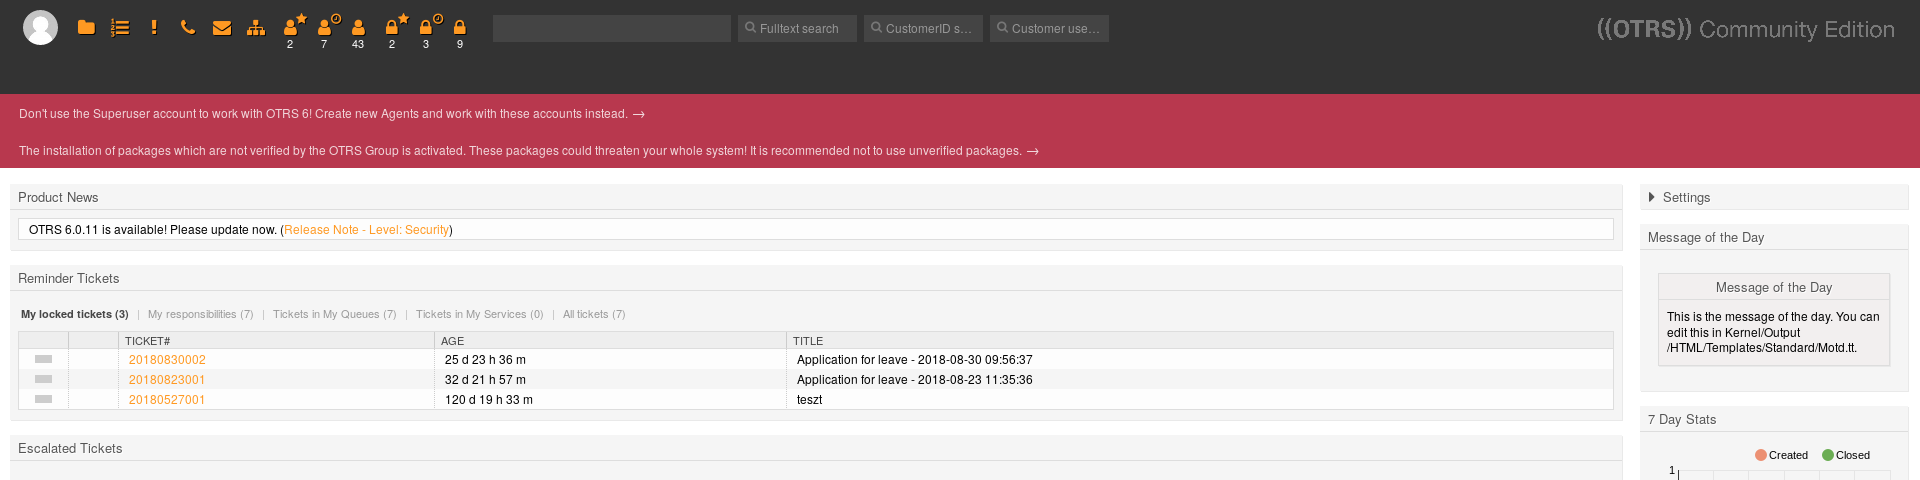 2 7 43 2 3 9
Fulltext search CustomerID s... Customer use...
((OTRS)) Community Edition
Don't use the Superuser account to work with OTRS 6! Create new Agents and work with these accounts instead. →
The installation of packages which are not verified by the OTRS Group is activated. These packages could threaten your whole system! It is recommended not to use unverified packages. →
Product News
OTRS 6.0.11 is available! Please update now. (Release Note - Level: Security)
Reminder Tickets
My locked tickets (3) | My responsibilities (7) | Tickets in My Queues (7) | Tickets in My Services (0) | All tickets (7)
TICKET# AGE TITLE
20180830002 25 d 23 h 36 m Application for leave - 2018-08-30 09:56:37
20180823001 32 d 21 h 57 m Application for leave - 2018-08-23 11:35:36
20180527001 120 d 19 h 33 m teszt
Escalated Tickets
Settings
Message of the Day
Message of the Day
This is the message of the day. You can
edit this in Kernel/Output
/HTML/Templates/Standard/Motd.tt.
7 Day Stats
Created Closed
1